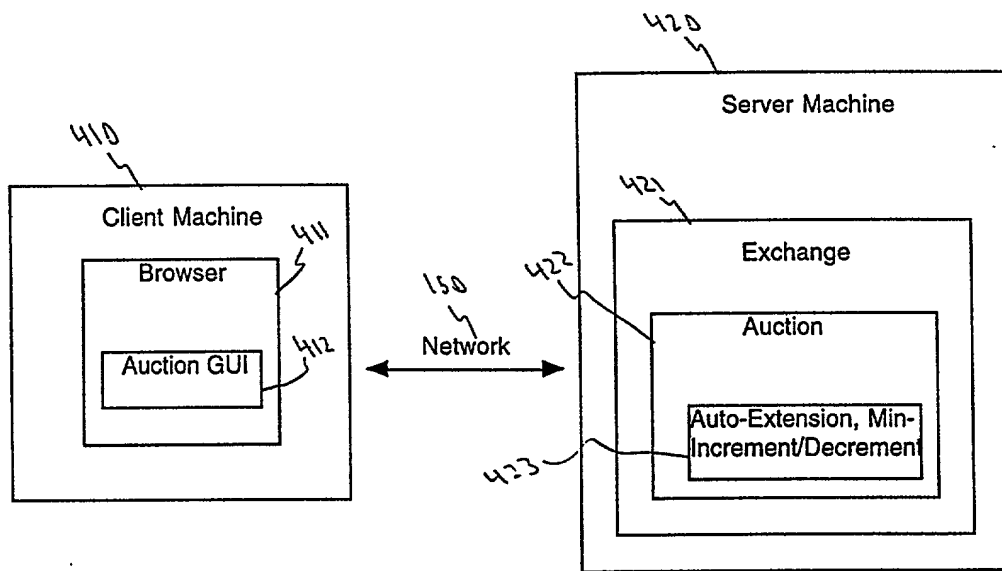 420
Server Machine
410
Client Machine
421
411
Browser
Exchange
422
150
Auction
Network
Auction GUI
412
Auto-Extension, Min-
Increment/Decrement
423